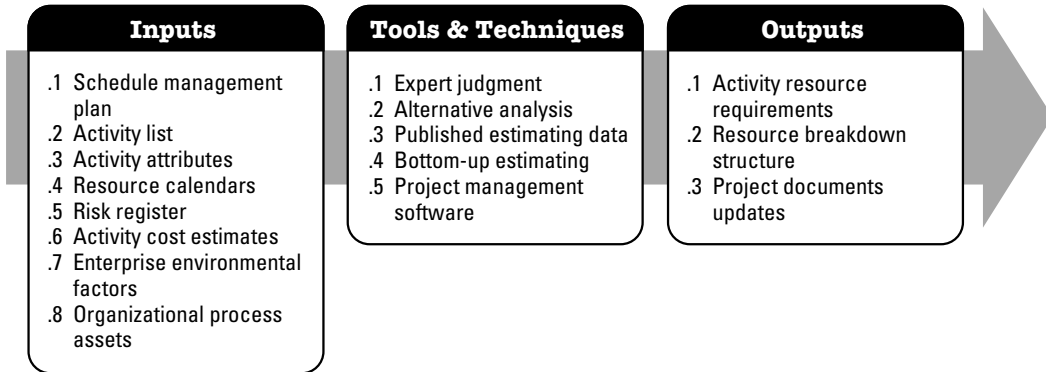 Inputs
.1 Schedule management
plan
.2 Activity list
.3 Activity attributes
.4 Resource calendars
.5 Risk register
.6 Activity cost estimates
.7 Enterprise environmental
factors
.8 Organizational process
assets
Tools & Techniques
.1 Expert judgment
.2 Alternative analysis
.3 Published estimating data
.4 Bottom-up estimating
.5 Project management
software
Outputs
.1 Activity resource
requirements
.2 Resource breakdown
structure
.3 Project documents
updates